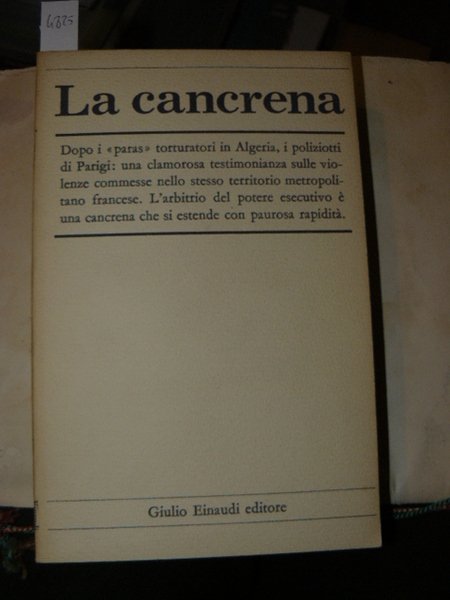 La cancrena
Dopo i «paras» torturatori in Algeria, i poliziotti
di Parigi: una clamorosa testimonianza sulle vio-
lenze commesse nello stesso territorio metropoli-
tano francese. L'arbitrio del potere esecutivo è
una cancrena che si estende con paurosa rapidità.
Giulio Einaudi editore